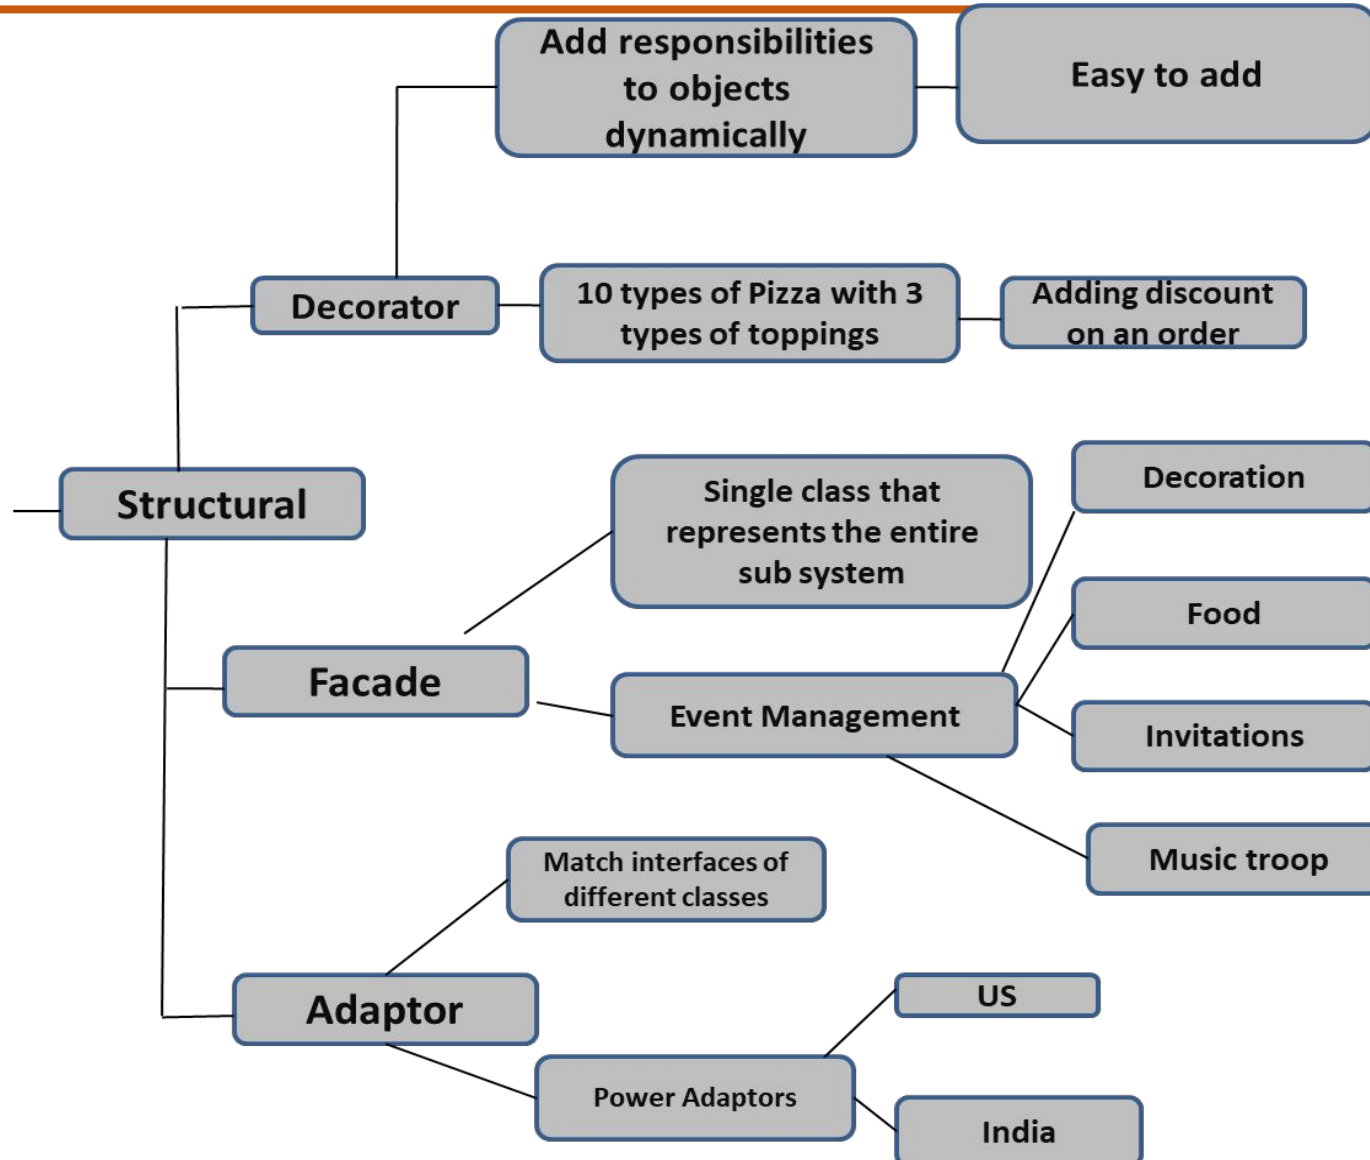 Add responsibilities
to objects
dynamically
Easy to add
Decorator
10 types of Pizza with 3
types of toppings
Adding discount
on an order
Structural
Single class that
represents the entire
sub system
Decoration
Food
Facade
Event Management
Invitations
Music troop
Match interfaces of
different classes
Adaptor
US
Power Adaptors
India